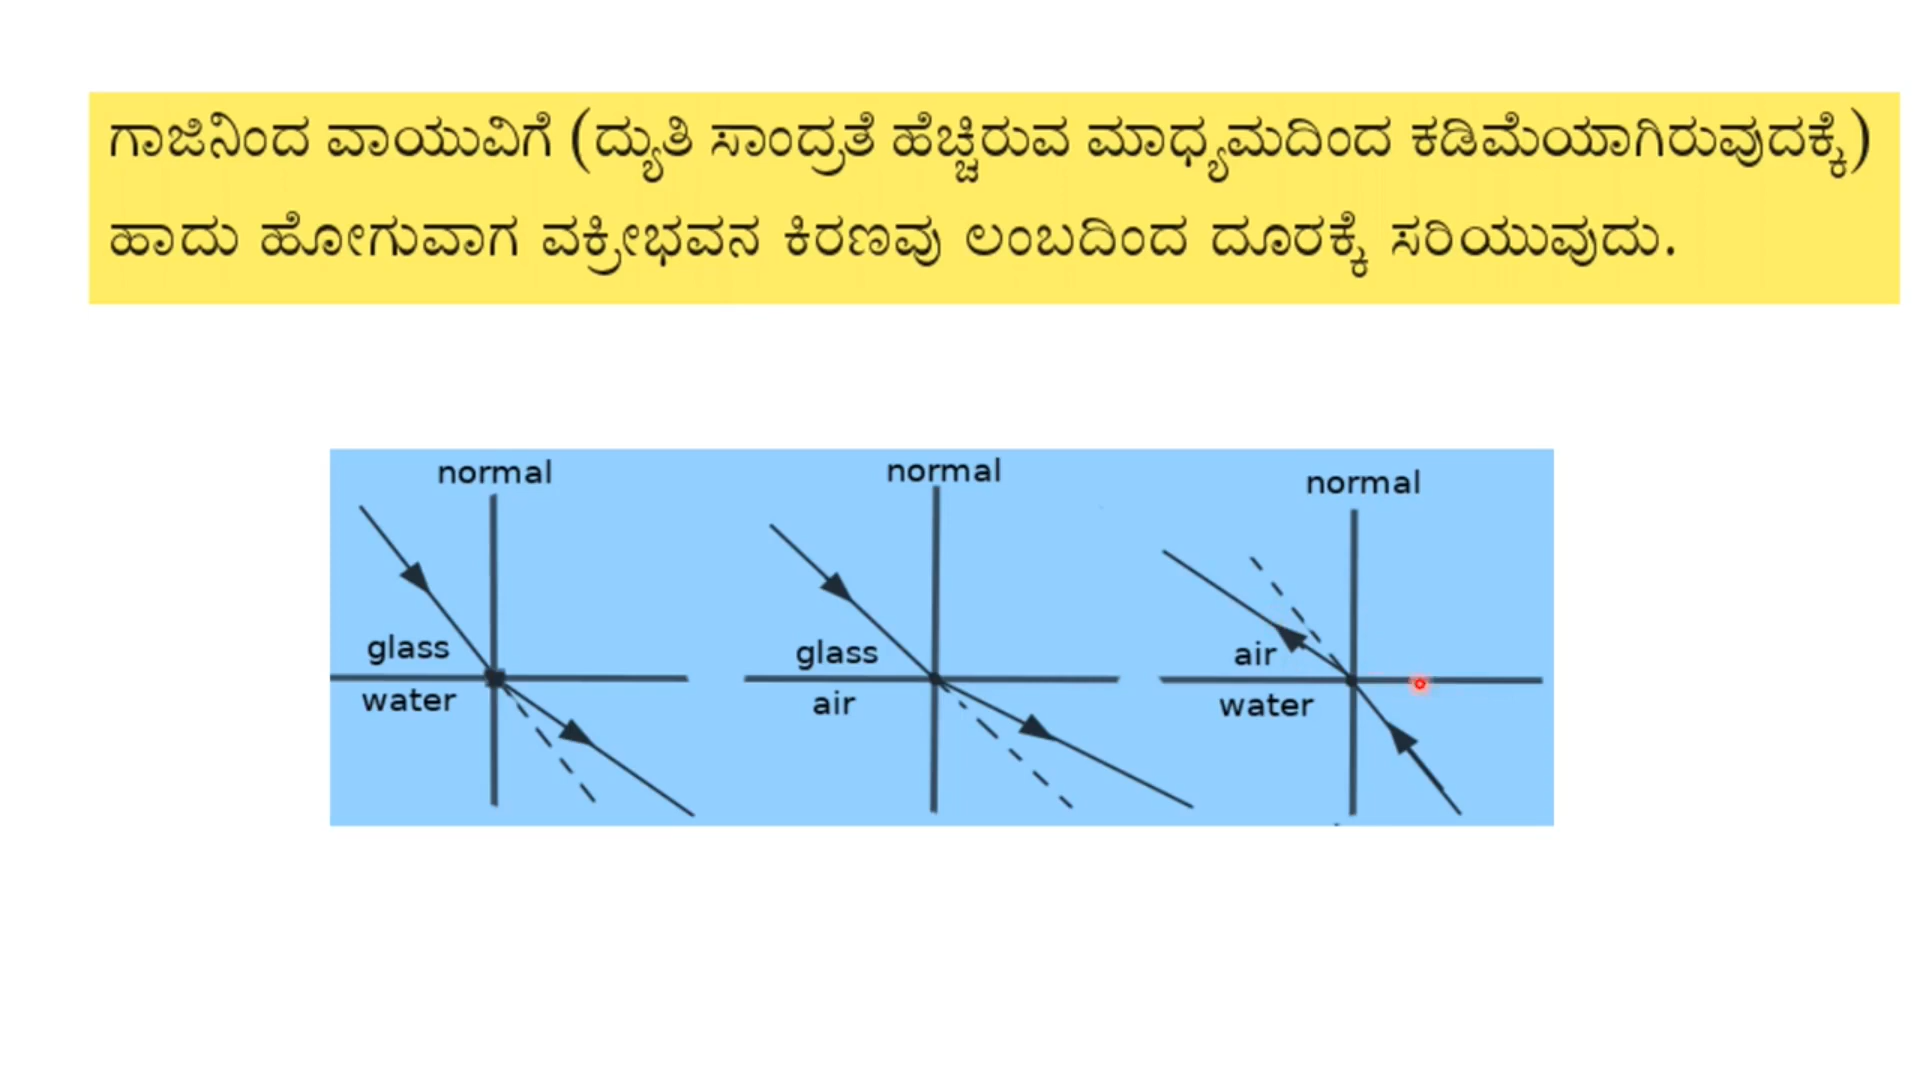 ಗಾಜಿನಿಂದ ವಾಯುವಿಗೆ (ದ್ಯುತಿ ಸಾಂದ್ರತೆ ಹೆಚ್ಚಿರುವ ಮಾಧ್ಯಮದಿಂದ ಕಡಿಮೆಯಾಗಿರುವುದಕ್ಕೆ)
ಹಾದು ಹೋಗುವಾಗ ವಕ್ರೀಭವನ ಕಿರಣವು ಲಂಬದಿಂದ ದೂರಕ್ಕೆ ಸರಿಯುವುದು.
normal
glass
water
normal
glass
air
normal
air
water